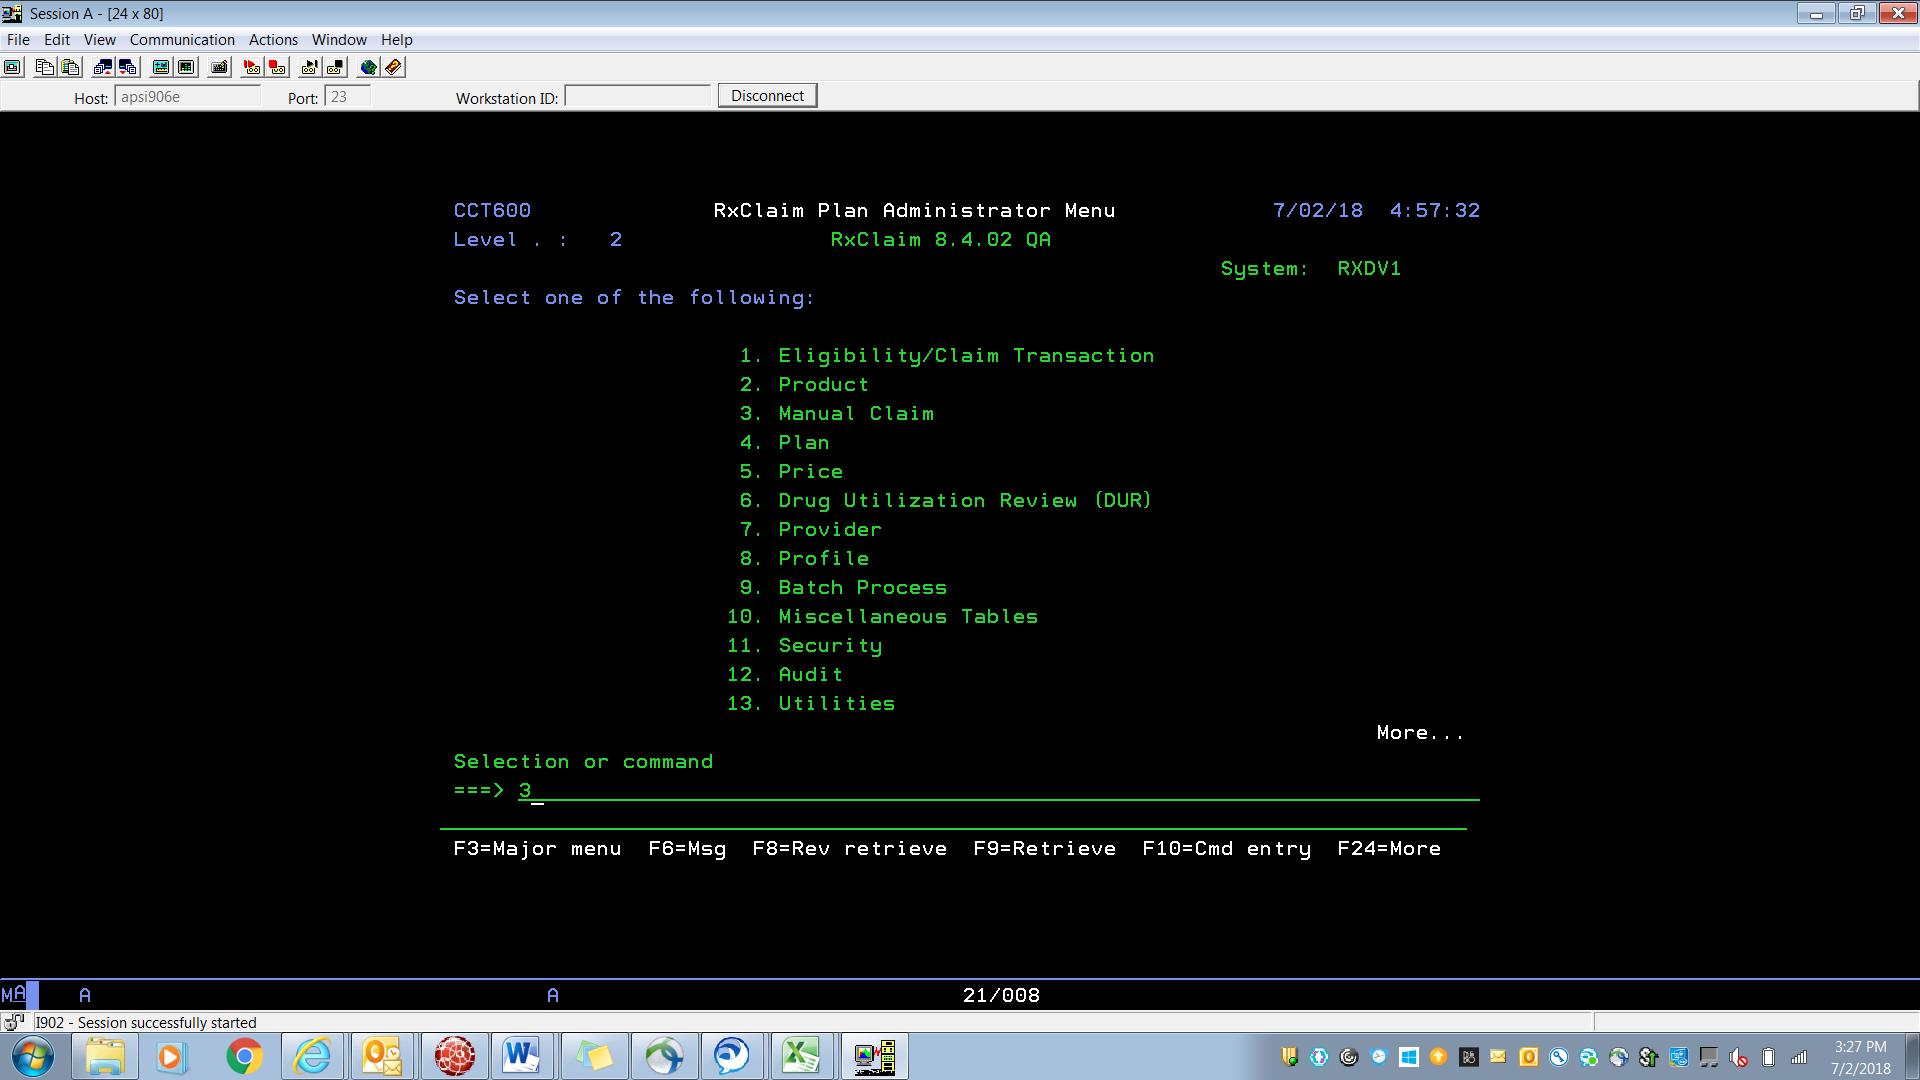 Session A - [24 x 80]
File Edit View Communication Actions Window Help
Host: apsi906e Port: 23 Workstation ID: Disconnect
CCT600 RxClaim Plan Administrator Menu 7/02/18 4:57:32
Level . : 2 RxClaim 8.4.02 QA
System: RXDV1
Select one of the following:
1. Eligibility/Claim Transaction
2. Product
3. Manual Claim
4. Plan
5. Price
6. Drug Utilization Review (DUR)
7. Provider
8. Profile
9. Batch Process
10. Miscellaneous Tables
11. Security
12. Audit
13. Utilities
More...
Selection or command
===> 3
F3=Major menu F6=Msg F8=Rev retrieve F9=Retrieve F10=Cmd entry F24=More
MA A A 21/008
I902 - Session successfully started
3:27 PM
7/2/2018